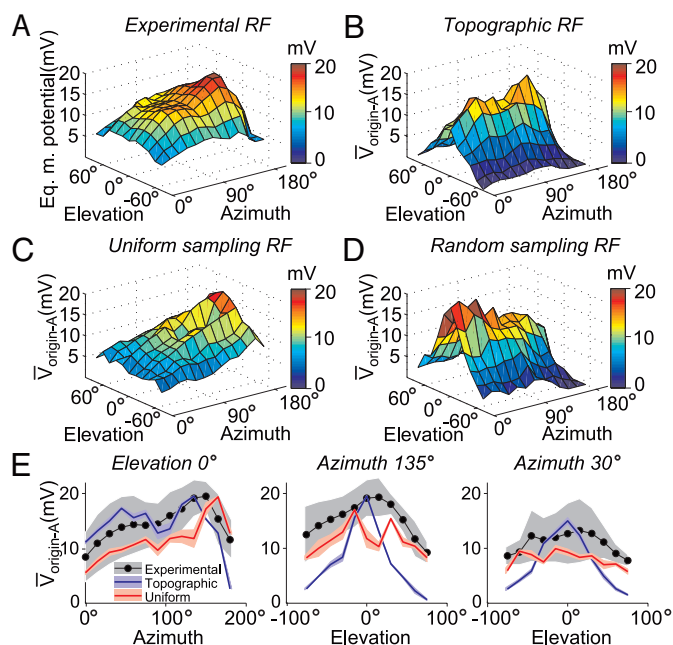 A Experimental RF
mV
20
10
0
Eq. m. potential(mV)
20
15
10
5
60°
0°
-60°
Elevation
0°
90°
180°
Azimuth
B Topographic RF
mV
20
10
0
V̅origin-A(mV)
20
15
10
5
60°
0°
-60°
Elevation
0°
90°
180°
Azimuth
C Uniform sampling RF
mV
20
10
0
V̅origin-A(mV)
20
15
10
5
60°
0°
-60°
Elevation
0°
90°
180°
Azimuth
D Random sampling RF
mV
20
10
0
V̅origin-A(mV)
20
15
10
5
60°
0°
-60°
Elevation
0°
90°
180°
Azimuth
E
Elevation 0°
V̅origin-A(mV)
20
10
0
Experimental
Topographic
Uniform
0° 100° 200°
Azimuth
Azimuth 135°
20
10
0
-100° 0° 100°
Elevation
Azimuth 30°
20
10
0
-100° 0° 100°
Elevation